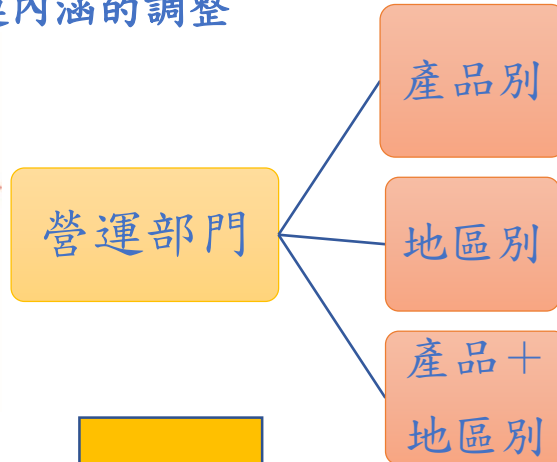 內涵的調整
產品別
營運部門
地區別
產品＋
地區別